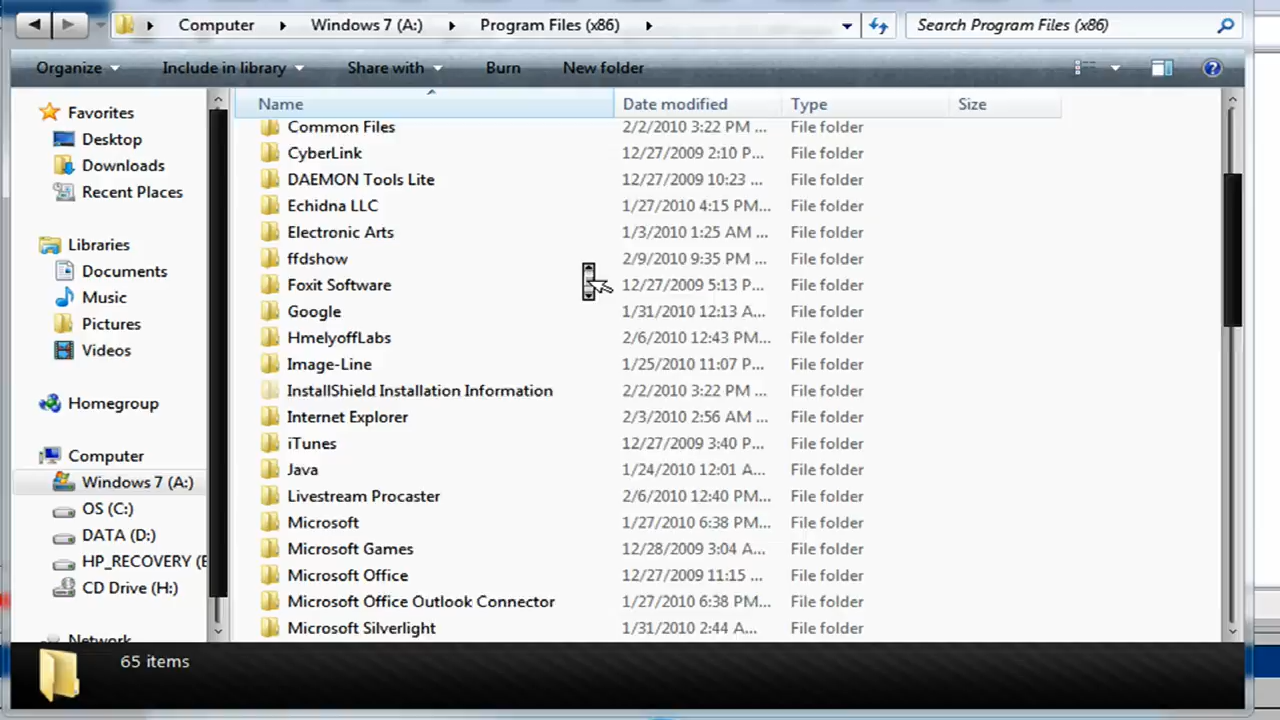 Computer Windows 7 (A:) Program Files (x86) Search Program Files (x86)
Organize Include in library Share with Burn New folder
Name Date modified Type Size
Favorites
Desktop
Downloads
Recent Places
Libraries
Documents
Music
Pictures
Videos
Homegroup
Computer
Windows 7 (A:)
OS (C:)
DATA (D:)
HP_RECOVERY (E
CD Drive (H:)
Network
Common Files 2/2/2010 3:22 PM ... File folder
CyberLink 12/27/2009 2:10 P... File folder
DAEMON Tools Lite 12/27/2009 10:23 ... File folder
Echidna LLC 1/27/2010 4:15 PM... File folder
Electronic Arts 1/3/2010 1:25 AM ... File folder
ffdshow 2/9/2010 9:35 PM ... File folder
Foxit Software 12/27/2009 5:13 P... File folder
Google 1/31/2010 12:13 A... File folder
HmelyoffLabs 2/6/2010 12:43 PM... File folder
Image-Line 1/25/2010 11:07 P... File folder
InstallShield Installation Information 2/2/2010 3:22 PM ... File folder
Internet Explorer 2/3/2010 2:56 AM ... File folder
iTunes 12/27/2009 3:40 P... File folder
Java 1/24/2010 12:01 A... File folder
Livestream Procaster 2/6/2010 12:40 PM... File folder
Microsoft 1/27/2010 6:38 PM... File folder
Microsoft Games 12/28/2009 3:04 A... File folder
Microsoft Office 12/27/2009 11:15 ... File folder
Microsoft Office Outlook Connector 1/27/2010 6:38 PM... File folder
Microsoft Silverlight 1/31/2010 2:44 A... File folder
65 items